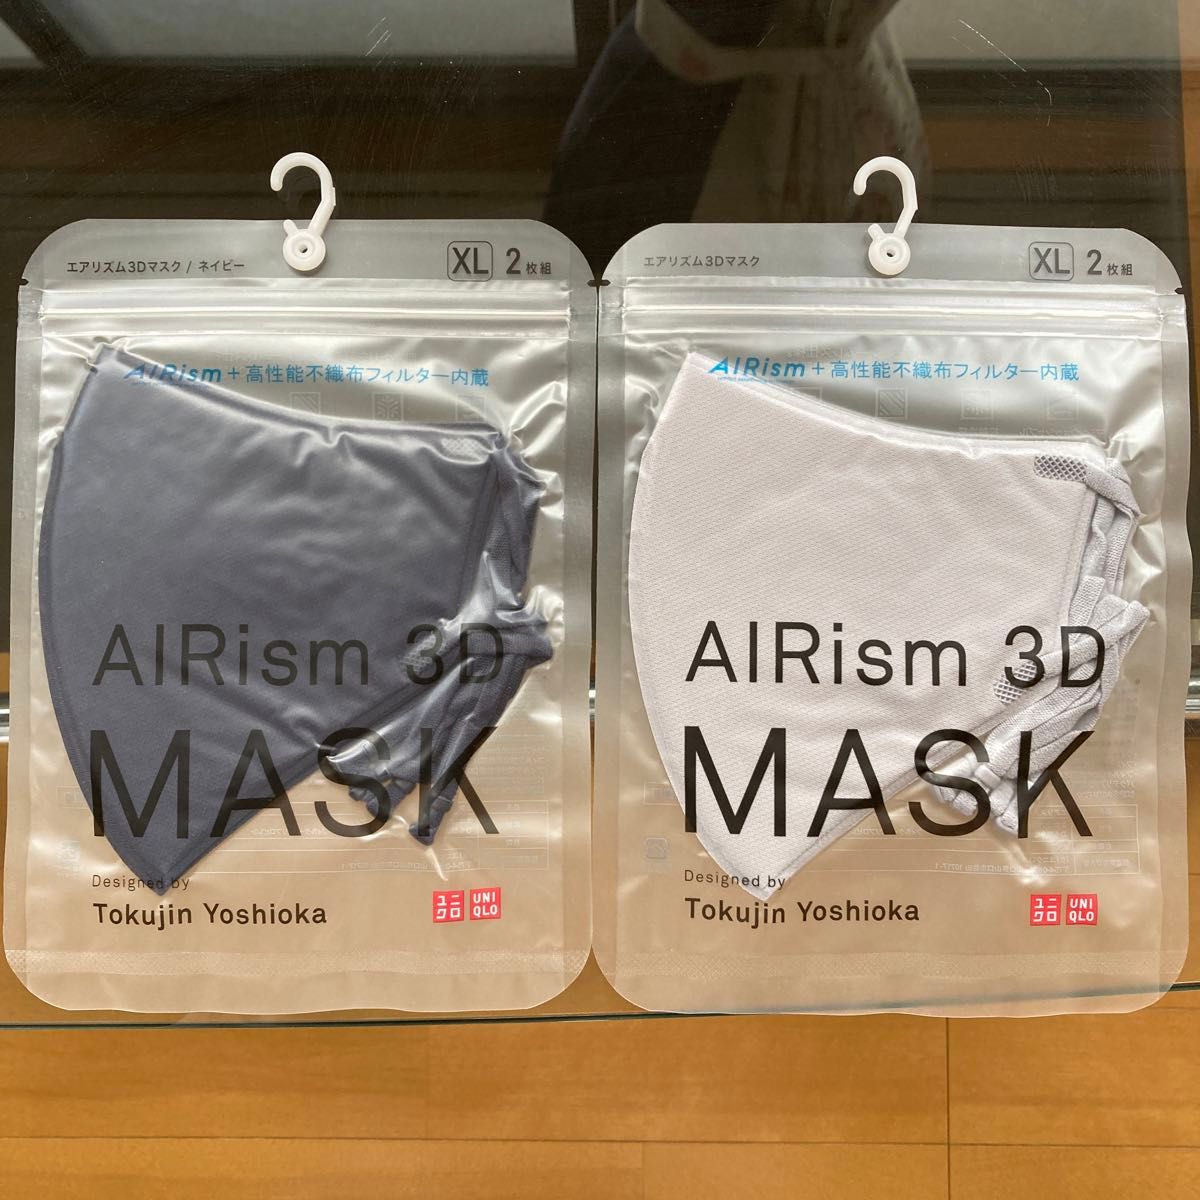 エアリズム3Dマスク / ネイビー
XL 2枚組
AIRism + 高性能不織布フィルター内蔵
AIRism 3D
MASK
Designed by
Tokujin Yoshioka
ユニクロ
UNIQLO
エアリズム3Dマスク
XL 2枚組
AIRism + 高性能不織布フィルター内蔵
AIRism 3D
MASK
Designed by
Tokujin Yoshioka
ユニクロ
UNIQLO